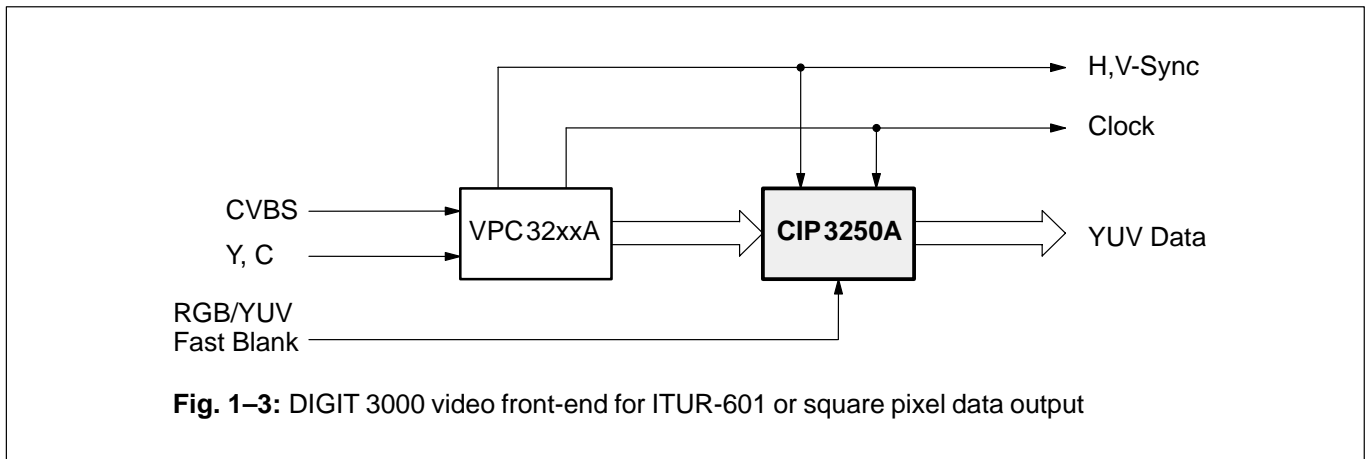 H,V-Sync
Clock
CVBS
Y, C
VPC32xxA
CIP3250A
YUV Data
RGB/YUV
Fast Blank
Fig. 1–3: DIGIT 3000 video front-end for ITUR-601 or square pixel data output